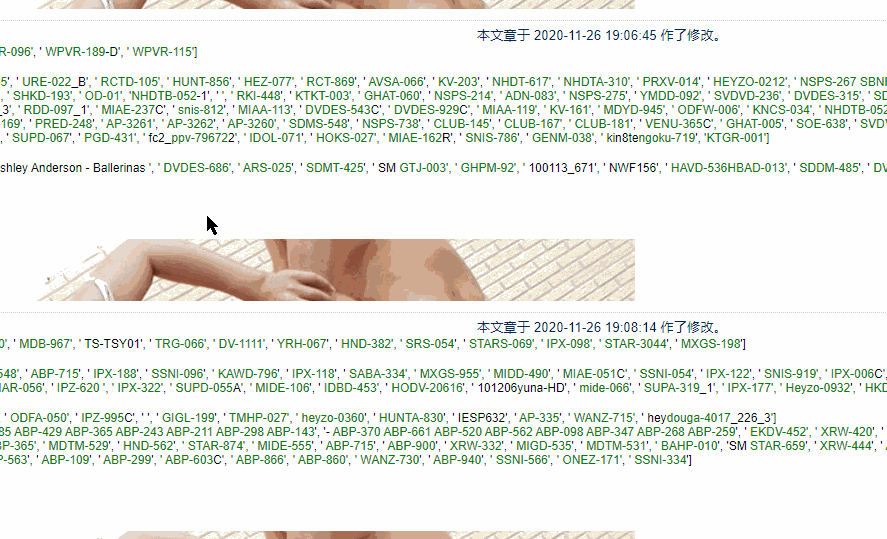 本文章于 2020-11-26 19:06:45 作了修改。
R-096', ' WPVR-189-D', ' WPVR-115']
5', ' URE-022_B', ' RCTD-105', ' HUNT-856', ' HEZ-077', ' RCT-869', ' AVSA-066', ' KV-203', ' NHDT-617', ' NHDTA-310', ' PRXV-014', ' HEYZO-0212', ' NSPS-267 SBN
', ' SHKD-193', ' OD-01', 'NHDTB-052-1', ' ', ' RKI-448', ' KTKT-003', ' GHAT-060', ' NSPS-214', ' ADN-083', ' NSPS-275', ' YMDD-092', ' SVDVD-236', ' DVDES-315', ' SD
_3', ' RDD-097_1', ' MIAE-237C', ' snis-812', ' MIAA-113', ' DVDES-543C', ' DVDES-929C', ' MIAA-119', ' KV-161', ' MDYD-945', ' ODFW-006', ' KNCS-034', ' NHDTB-052
169', ' PRED-248', ' AP-3261', ' AP-3262', ' AP-3260', ' SDMS-548', ' NSPS-738', ' CLUB-145', ' CLUB-167', ' CLUB-181', ' VENU-365C', ' GHAT-005', ' SOE-638', ' SVDV
', ' SUPD-067', ' PGD-431', ' fc2_ppv-796722', ' IDOL-071', ' HOKS-027', ' MIAE-162R', ' SNIS-786', ' GENM-038', ' kin8tengoku-719', 'KTGR-001']
shley Anderson - Ballerinas ', ' DVDES-686', ' ARS-025', ' SDMT-425', ' SM GTJ-003', ' GHPM-92', ' 100113_671', ' NWF156', ' HAVD-536HBAD-013', ' SDDM-485', ' DV
本文章于 2020-11-26 19:08:14 作了修改。
0', ' MDB-967', ' TS-TSY01', ' TRG-066', ' DV-1111', ' YRH-067', ' HND-382', ' SRS-054', ' STARS-069', ' IPX-098', ' STAR-3044', ' MXGS-198']
548', ' ABP-715', ' IPX-188', ' SSNI-096', ' KAWD-796', ' IPX-118', ' SABA-334', ' MXGS-955', ' MIDD-490', ' MIAE-051C', ' SSNI-054', ' IPX-122', ' SNIS-919', ' IPX-006C'
MAR-056', ' IPZ-620 ', ' IPX-322', ' SUPD-055A', ' MIDE-106', ' IDBD-453', ' HODV-20616', ' 101206yuna-HD', ' mide-066', ' SUPA-319_1', ' IPX-177', ' Heyzo-0932', ' HKD
, ' ODFA-050', ' IPZ-995C', ' ', ' GIGL-199', ' TMHP-027', ' heyzo-0360', ' HUNTA-830', ' IESP632', ' AP-335', ' WANZ-715', ' heydouga-4017_226_3']
85 ABP-429 ABP-365 ABP-243 ABP-211 ABP-298 ABP-143', '- ABP-370 ABP-661 ABP-520 ABP-562 ABP-098 ABP-347 ABP-268 ABP-259', ' EKDV-452', ' XRW-420', '
BP-365', ' MDTM-529', ' HND-562', ' STAR-874', ' MIDE-555', ' ABP-715', ' ABP-900', ' XRW-332', ' MIGD-535', ' MDTM-531', ' BAHP-010', 'SM STAR-659', ' XRW-444', '
P-563', ' ABP-109', ' ABP-299', ' ABP-603C', ' ABP-866', ' ABP-860', ' WANZ-730', ' ABP-940', ' SSNI-566', ' ONEZ-171', ' SSNI-334']